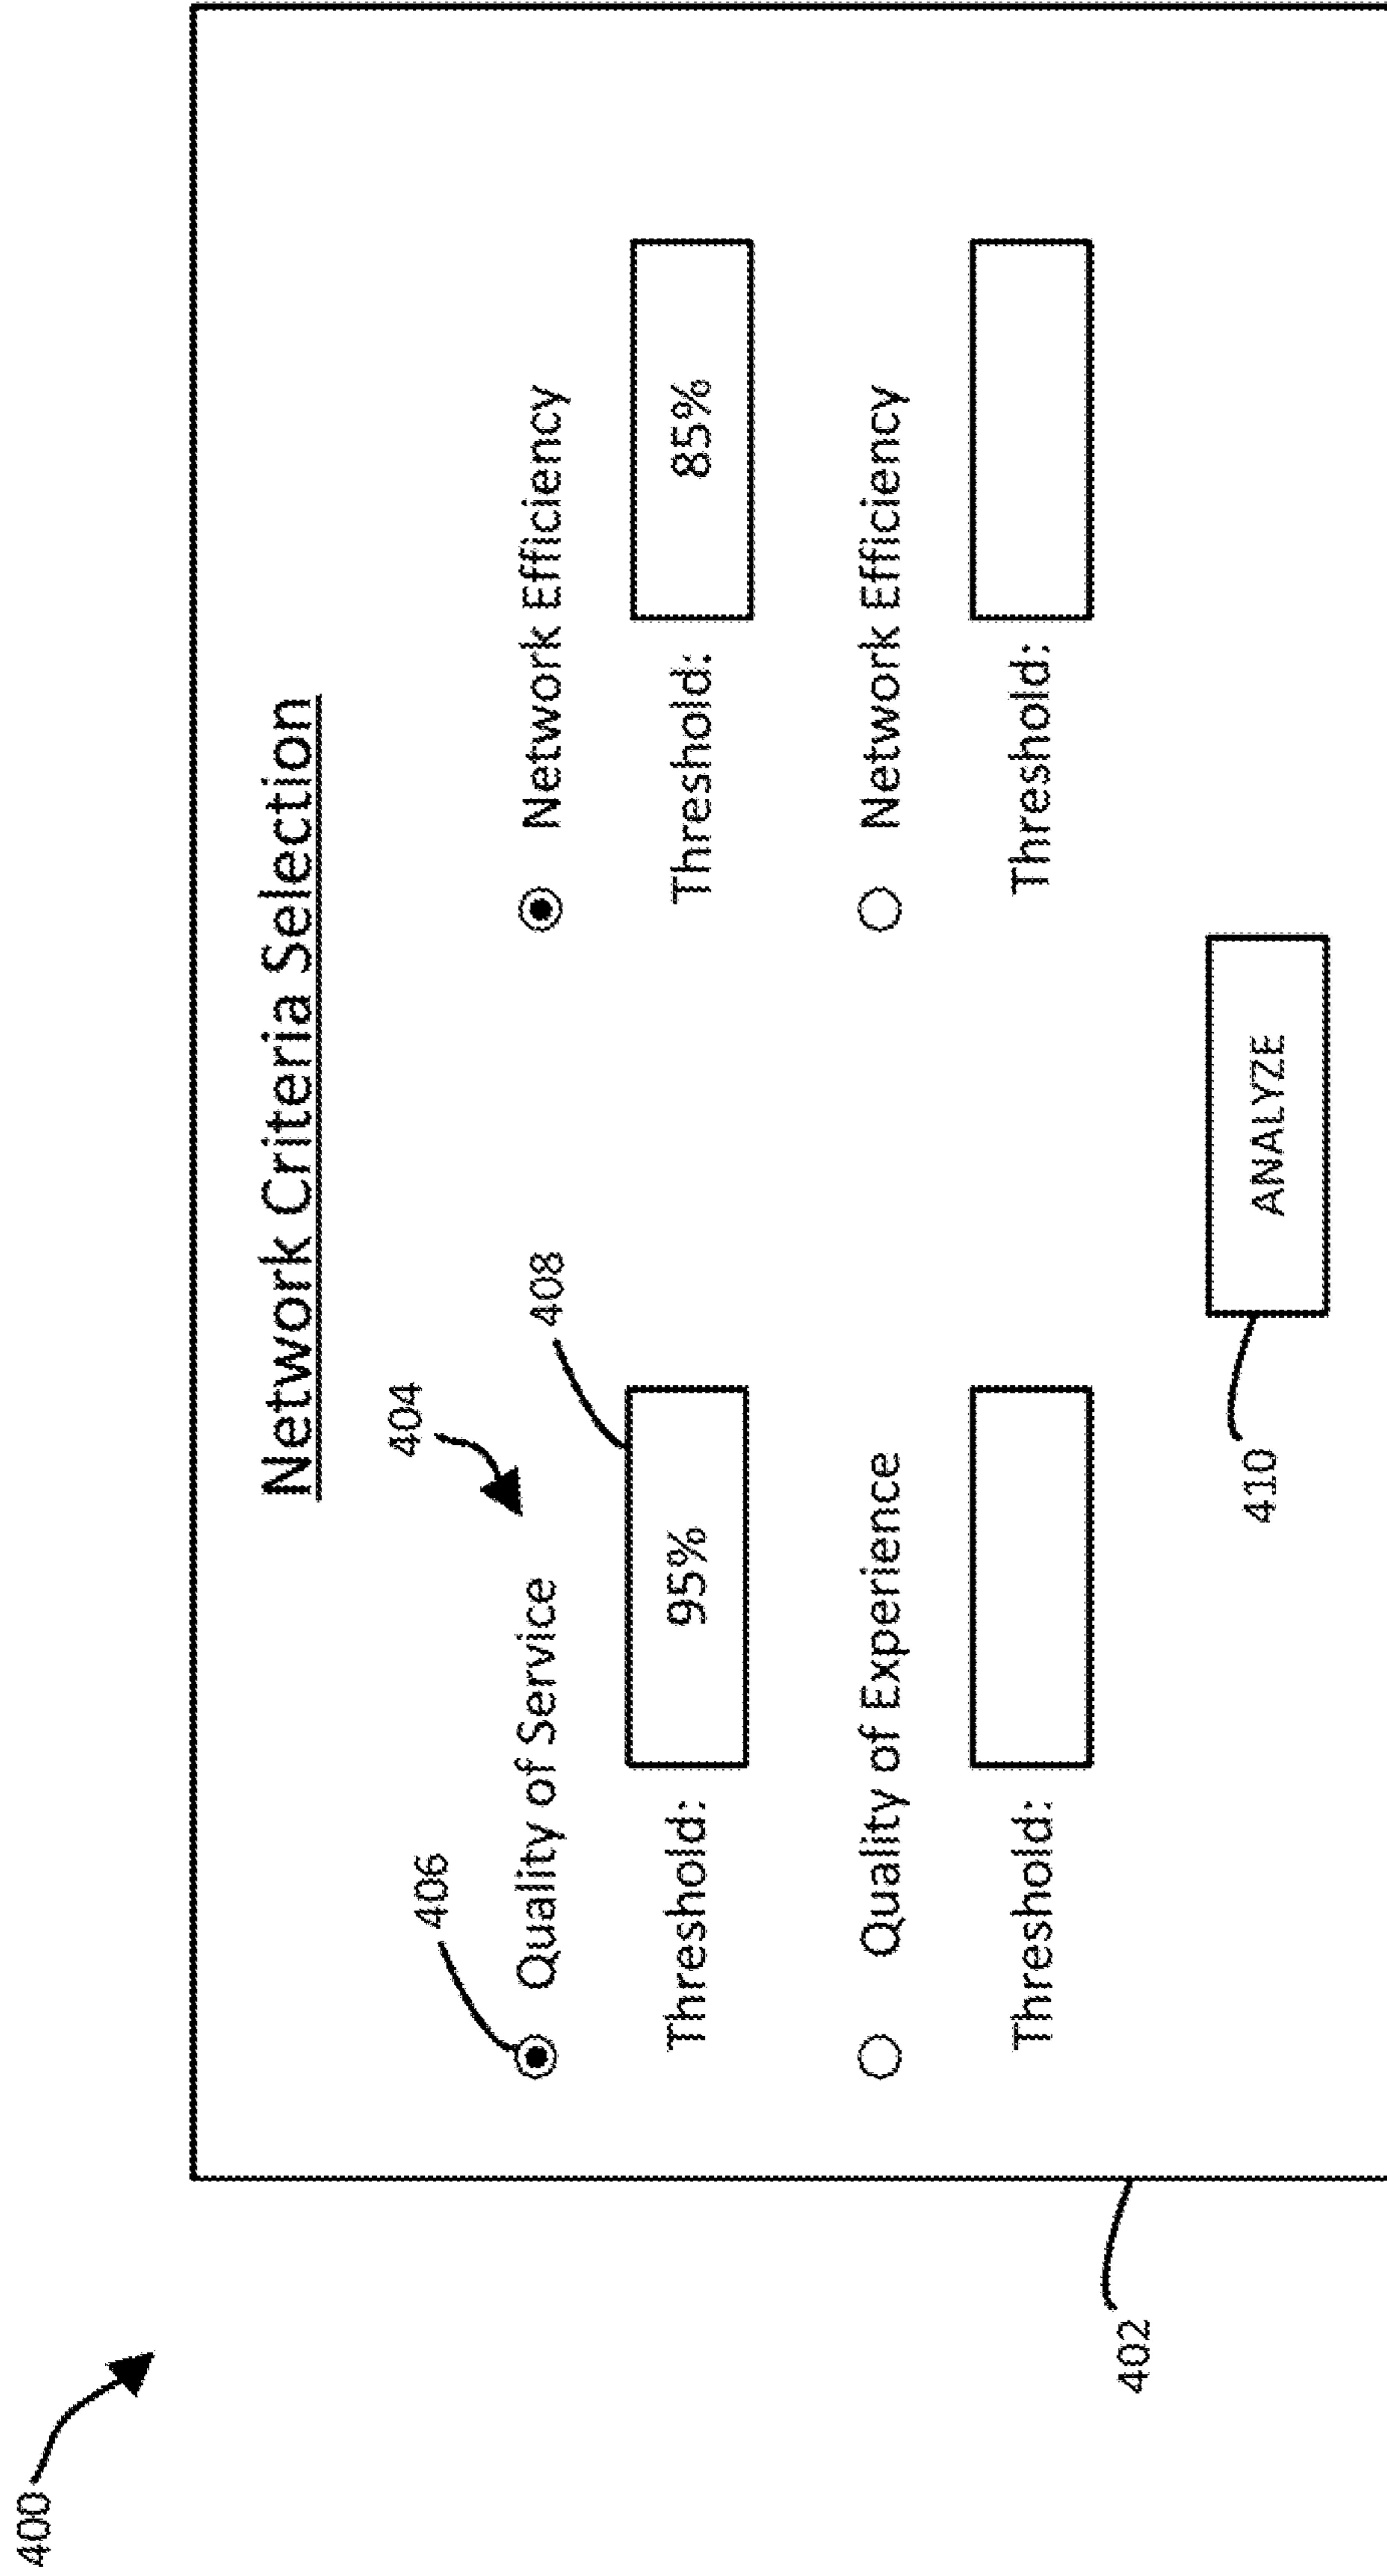 400
Network Criteria Selection
404
406
408
Quality of Service
Network Efficiency
Threshold: 95%
Threshold: 85%
Quality of Experience
Network Efficiency
Threshold:
Threshold:
ANALYZE
410
402